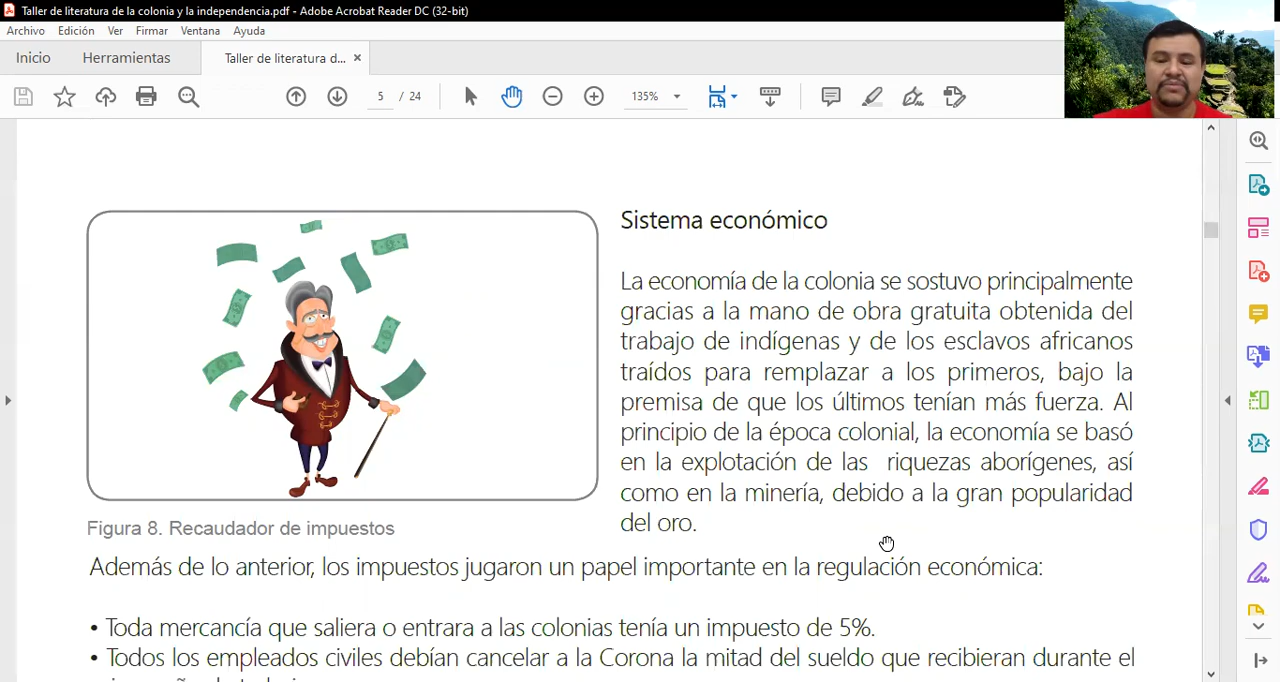 Taller de literatura de la colonia y la independencia.pdf - Adobe Acrobat Reader DC (32-bit)
Archivo Edición Ver Firmar Ventana Ayuda
Inicio Herramientas Taller de literatura d... ×
5 / 24 135%
Sistema económico
La economía de la colonia se sostuvo principalmente
gracias a la mano de obra gratuita obtenida del
trabajo de indígenas y de los esclavos africanos
traídos para remplazar a los primeros, bajo la
premisa de que los últimos tenían más fuerza. Al
principio de la época colonial, la economía se basó
en la explotación de las riquezas aborígenes, así
como en la minería, debido a la gran popularidad
del oro.
Figura 8. Recaudador de impuestos
Además de lo anterior, los impuestos jugaron un papel importante en la regulación económica:
• Toda mercancía que saliera o entrara a las colonias tenía un impuesto de 5%.
• Todos los empleados civiles debían cancelar a la Corona la mitad del sueldo que recibieran durante el